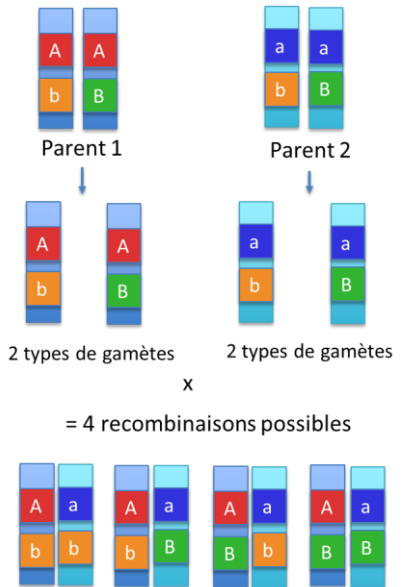 A A a a
b B b B
Parent 1 Parent 2
A A a a
b B b B
2 types de gamètes 2 types de gamètes
x
= 4 recombinaisons possibles
A a A a A a A a
b b b B B b B B